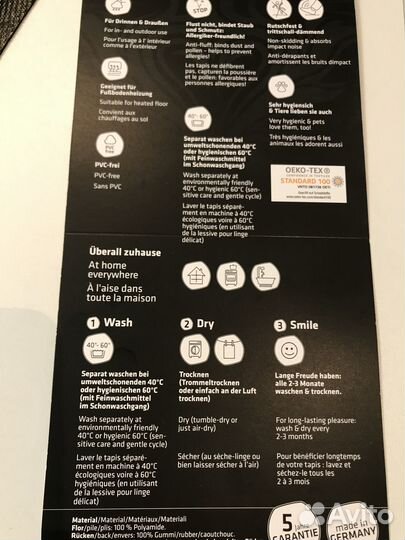 Für Drinnen & Draußen
For in- and outdoor use
Pour l'usage à l' intérieur
comme à l'extérieur
Geeignet für
Fußbodenheizung
Suitable for heated floor
Convient aux
chauffages au sol
PVC
free
PVC-frei
PVC-free
Sans PVC
STOP
Flust nicht, bindet Staub
und Schmutz:
Allergiker-freundlich!
Anti-fluff: binds dust and
pollen – helps to prevent
allergies!
Les tapis ne défibrent
pas, capturent la poussière
et le pollen: favorables aux
personnes allergiques!
40°- 60°
Separat waschen bei
umweltschonenden 40°C
oder hygienischen 60°C
(mit Feinwaschmittel
im Schonwaschgang)
Wash separately at
environmentally friendly
40°C or hygienic 60°C (sen-
sitive care and gentle cycle)
Laver le tapis séparé-
ment en machine à 40°C
écologiques voire à 60°C
hygiéniques (en utilisant
de la lessive pour linge
délicat)
Rutschfest &
trittschall-dämmend
Non-skidding & absorbs
impact noise
Anti-dérapants et
amortissent les bruits dímpact
Sehr hygienisch
& Tiere lieben sie auch
Very hygienic & pets
love them, too!
Très hygiéniques & les
animaux les adorent aussi
OEKO-TEX®
CONFIDENCE IN TEXTILES
STANDARD 100
Überall zuhause
At home
everywhere
À l'aise dans
toute la maison
1 Wash
40°- 60°
Separat waschen bei
umweltschonenden 40°C
oder hygienischen 60°C
(mit Feinwaschmittel
im Schonwaschgang)
Wash separately at
environmentally friendly
40°C or hygienic 60°C (sen-
sitive care and gentle cycle)
Laver le tapis séparé-
ment en machine à 40°C
écologiques voire à 60°C
hygiéniques (en utilisant
de la lessive pour linge
délicat)
2 Dry
Trocknen
(Trommeltrocknen
oder einfach an der Luft
trocknen)
Dry (tumble-dry or
just air-dry)
Sécher (au sèche-linge ou
bien laisser sécher à l'air)
3 Smile
Lange Freude haben:
alle 2-3 Monate
waschen & trocknen.
For long-lasting pleasure:
wash & dry every
2-3 months
Pour bénéficier longtemps
de votre tapis : lavez et
séchez-le tous les
2 à 3 mois
Material/Material/Matériaux/Materiali
Flor/pile/plis: 100 % Polyamide.
Rücken/back/envers: 100% Gummi/rubber/caoutchouc.
5 Jahre
GARANTIE
made in
GERMANY
Avito